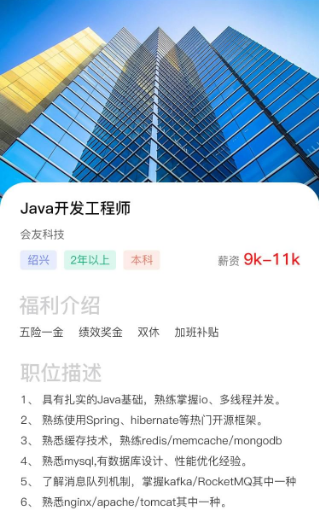 Java开发工程师
会友科技
绍兴 2年以上 本科 薪资 9k-11k
福利介绍
五险一金 绩效奖金 双休 加班补贴
职位描述
1、 具有扎实的Java基础，熟练掌握io、多线程并发。
2、 熟练使用Spring、hibernate等热门开源框架。
3、 熟悉缓存技术，熟练redis/memcache/mongodb
4、 熟悉mysql,有数据库设计、性能优化经验。
5、 了解消息队列机制，掌握kafka/RocketMQ其中一种
6、 熟悉nginx/apache/tomcat其中一种。